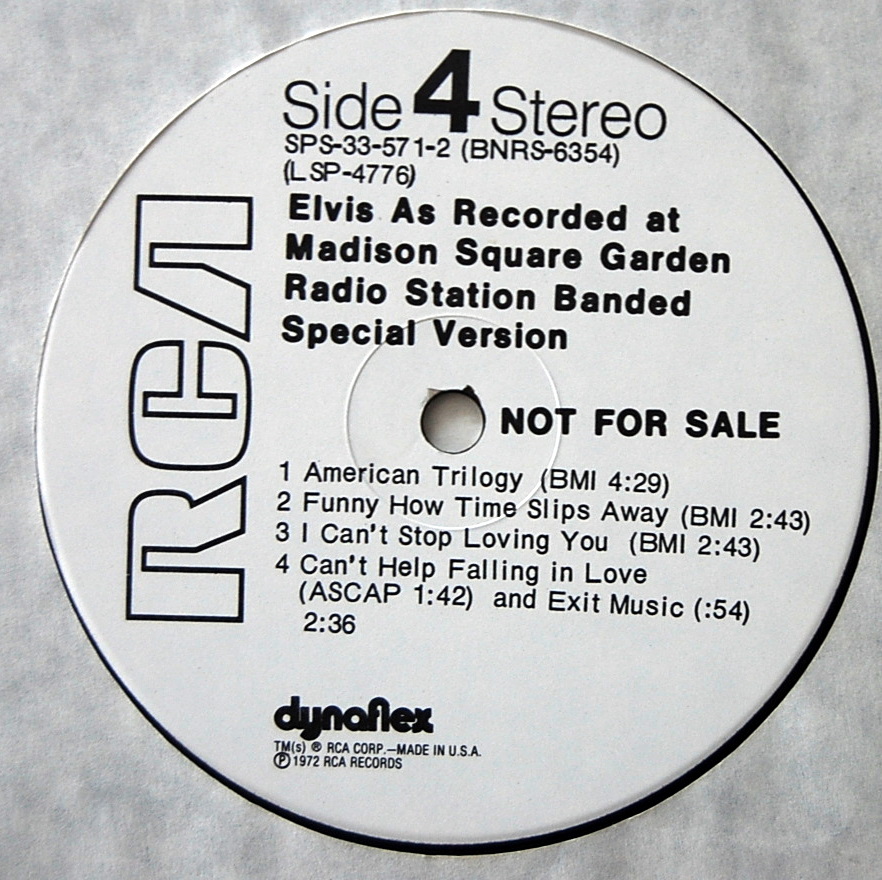 Side 4 Stereo
SPS-33-571-2 (BNRS-6354)
(LSP-4776)
Elvis As Recorded at
Madison Square Garden
Radio Station Banded
Special Version
RCA
NOT FOR SALE
1 American Trilogy (BMI 4:29)
2 Funny How Time Slips Away (BMI 2:43)
3 I Can't Stop Loving You (BMI 2:43)
4 Can't Help Falling in Love
(ASCAP 1:42) and Exit Music (:54)
2:36
dynaflex
TM(s) ® RCA CORP.—MADE IN U.S.A.
Ⓟ 1972 RCA RECORDS